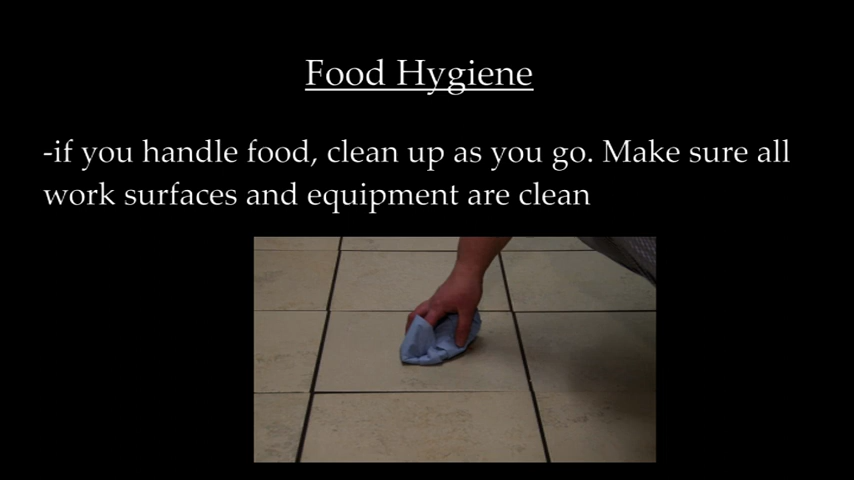 Food Hygiene
-if you handle food, clean up as you go. Make sure all
work surfaces and equipment are clean